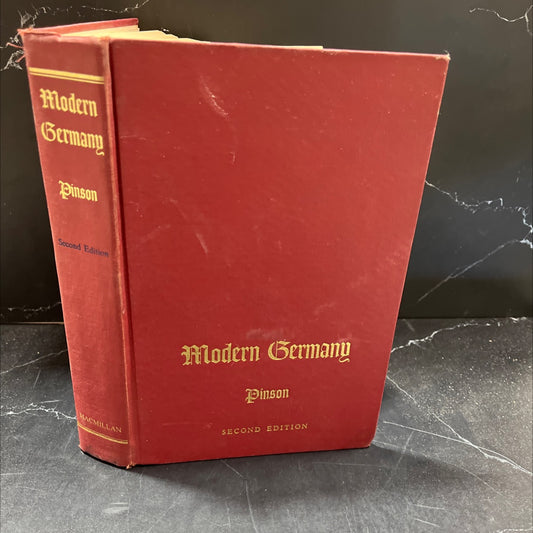 Modern
Germany
Pinson
Second Edition
MACMILLAN
Modern Germany
Pinson
SECOND EDITION